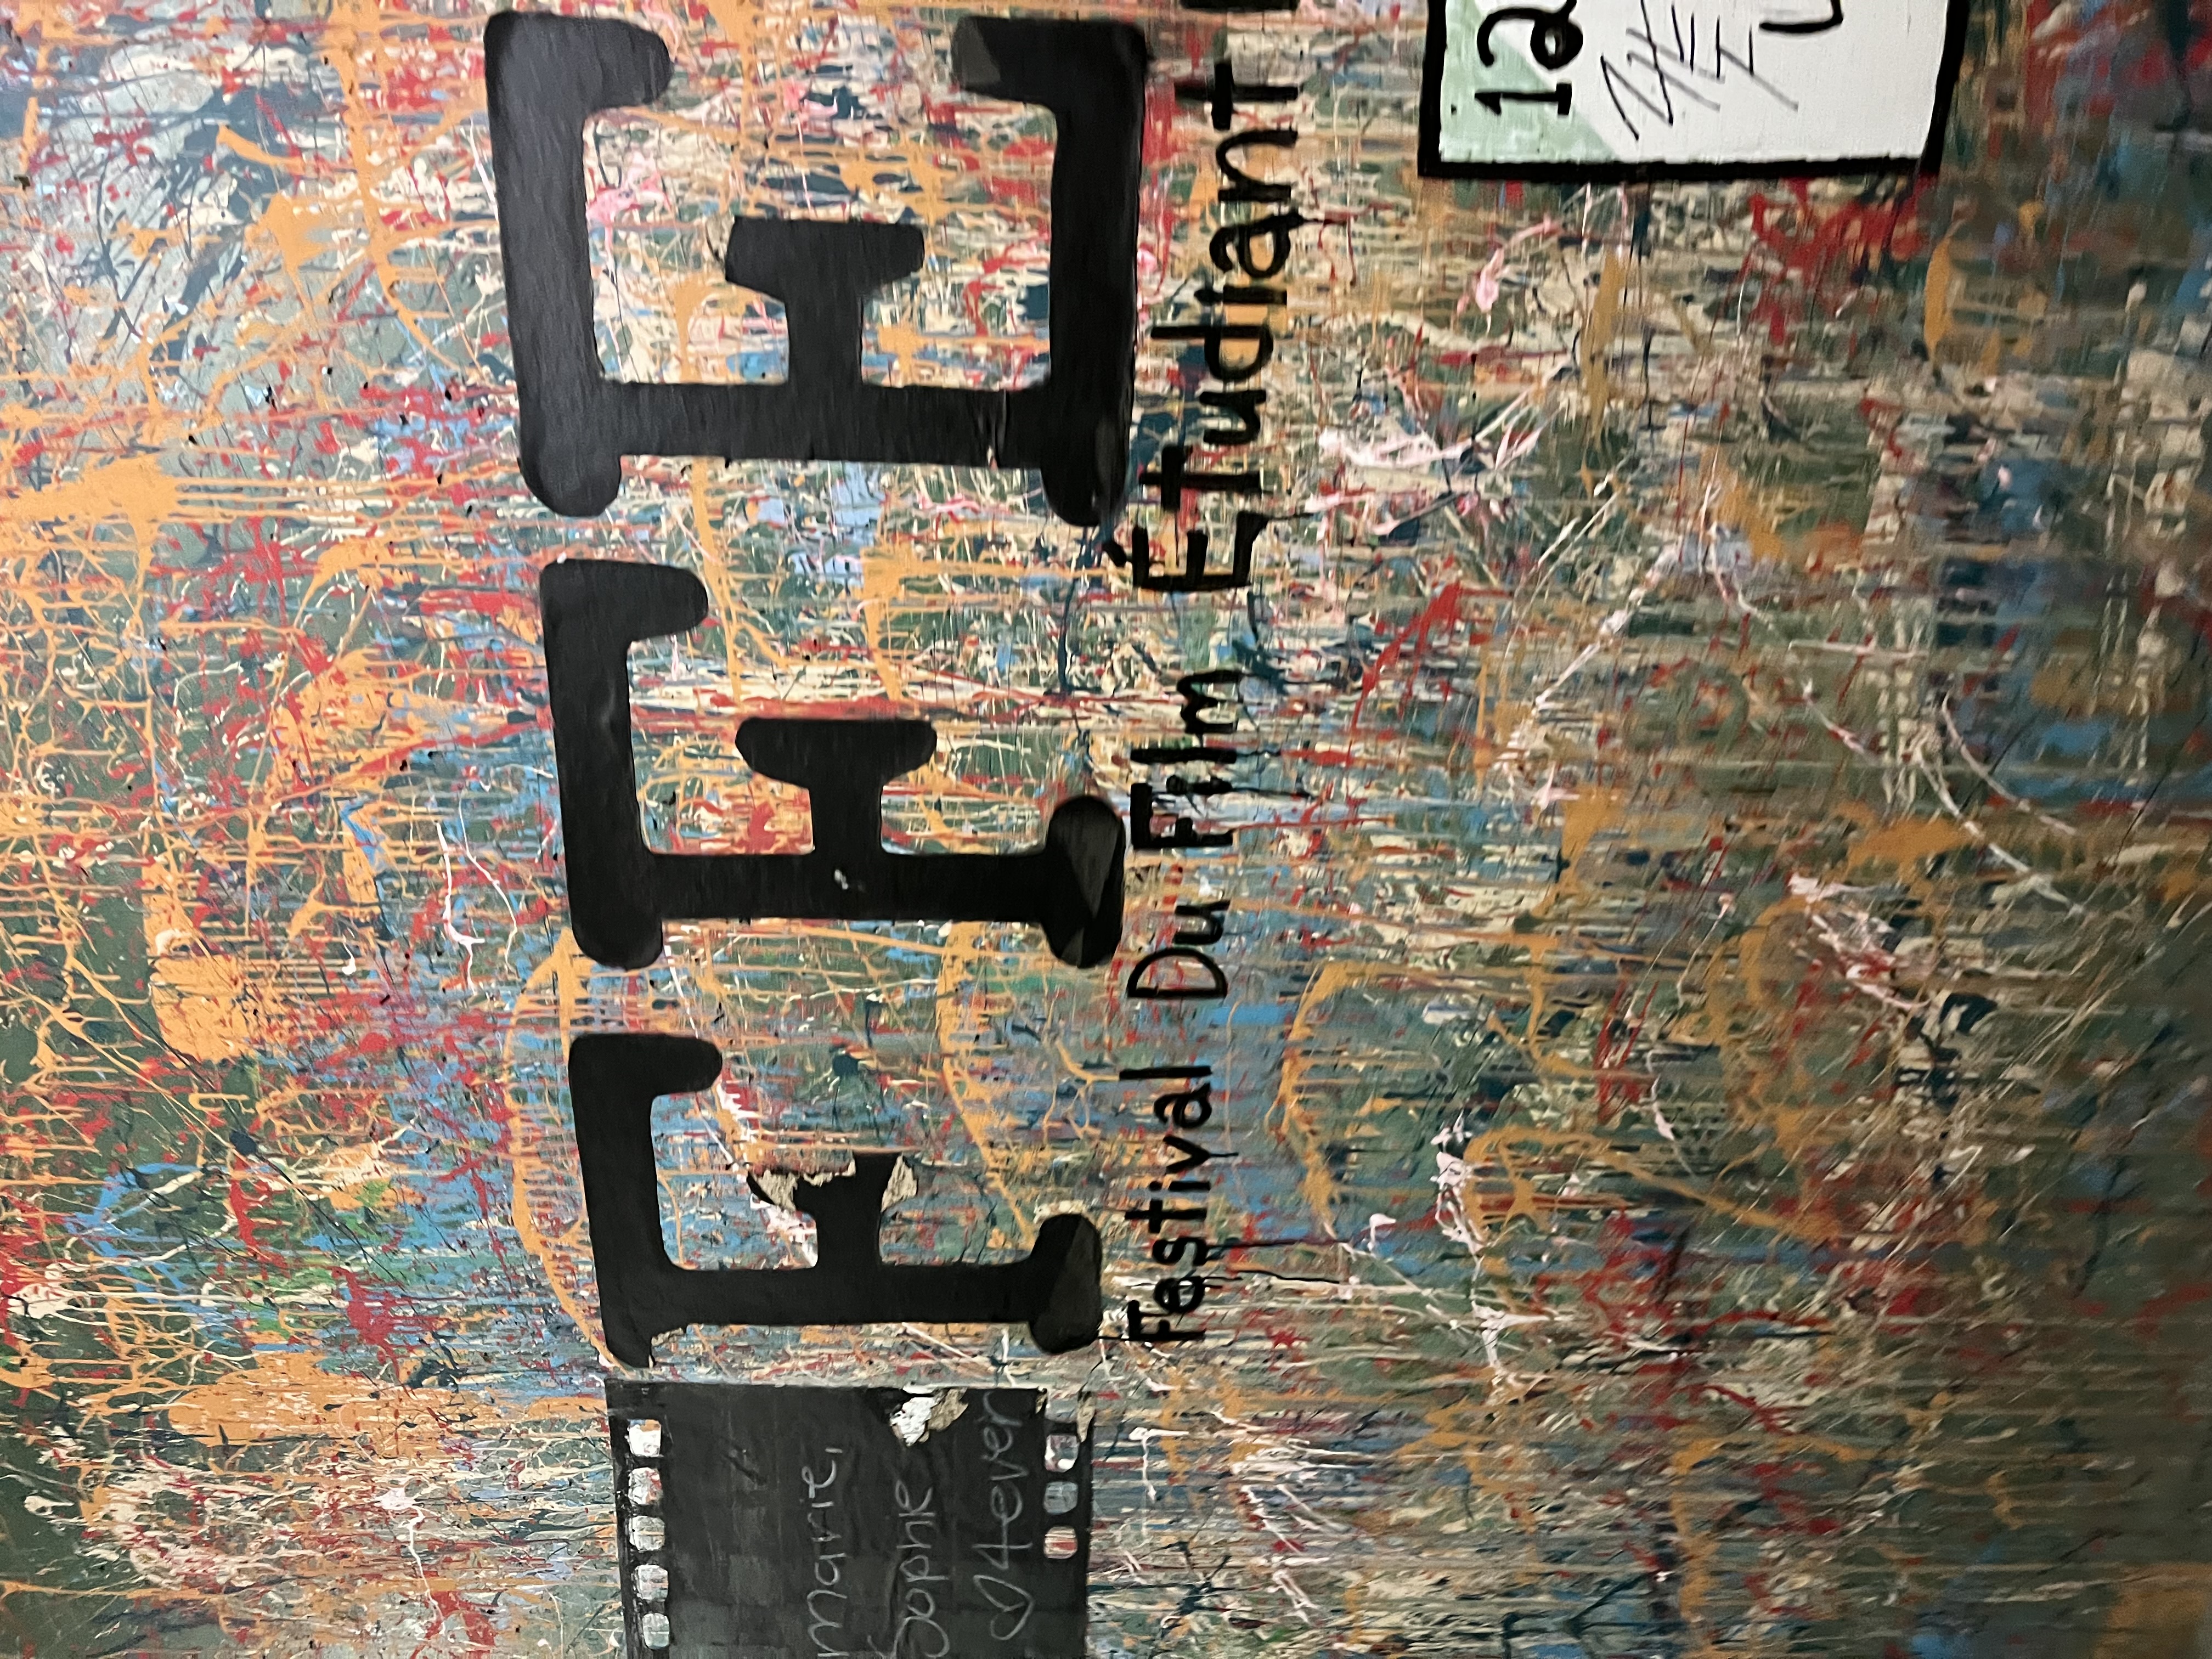 FFE
Festival Du Film Étudiant
Marie,
Sophie
♡4ever
12